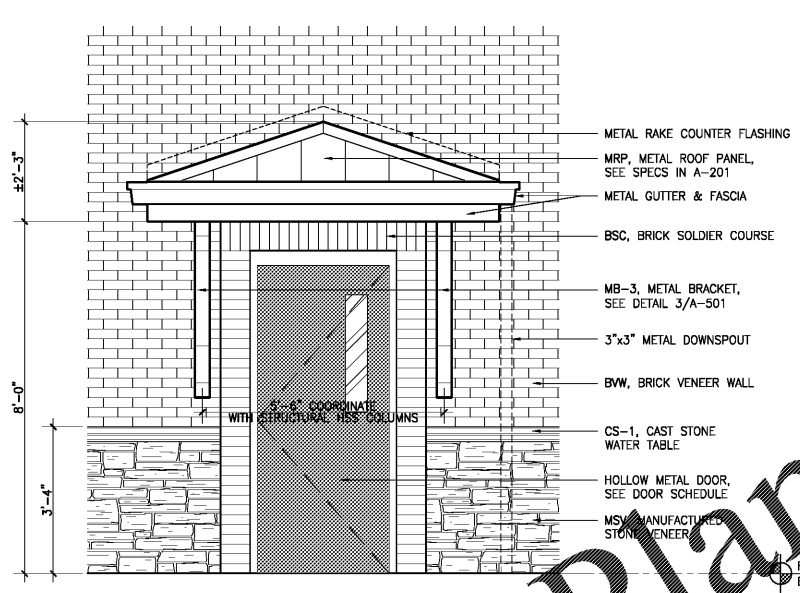 METAL RAKE COUNTER FLASHING
MRP, METAL ROOF PANEL,
SEE SPECS IN A-201
METAL GUTTER & FASCIA
BSC, BRICK SOLDIER COURSE
MB-3, METAL BRACKET,
SEE DETAIL 3/A-501
3"x3" METAL DOWNSPOUT
BVW, BRICK VENEER WALL
CS-1, CAST STONE
WATER TABLE
HOLLOW METAL DOOR,
SEE DOOR SCHEDULE
MSV, MANUFACTURED
STONE VENEER
±2'-3"
8'-0"
3'-4"
5'-6" COORDINATE
WITH STRUCTURAL HSS COLUMNS
Plan